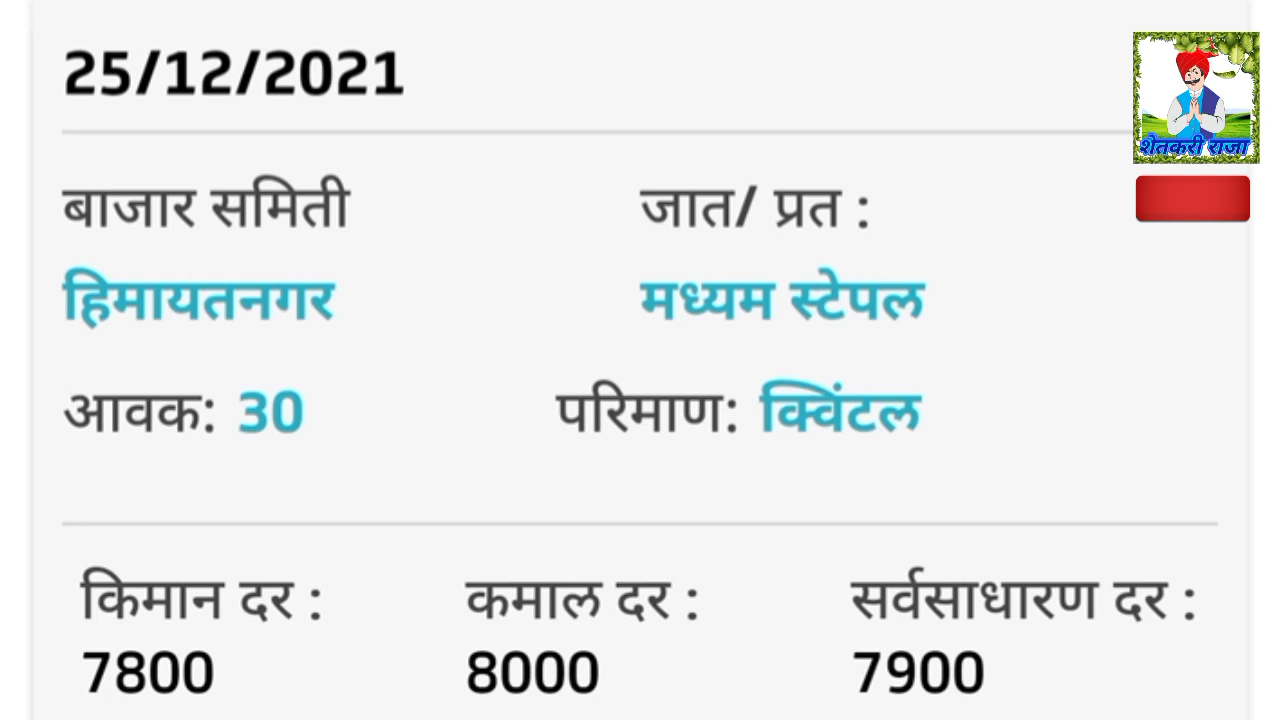 25/12/2021
शेतकरी राजा
बाजार समिती जात/ प्रत :
हिमायतनगर मध्यम स्टेपल
आवक: 30 परिमाण: क्विंटल
किमान दर : कमाल दर : सर्वसाधारण दर :
7800 8000 7900